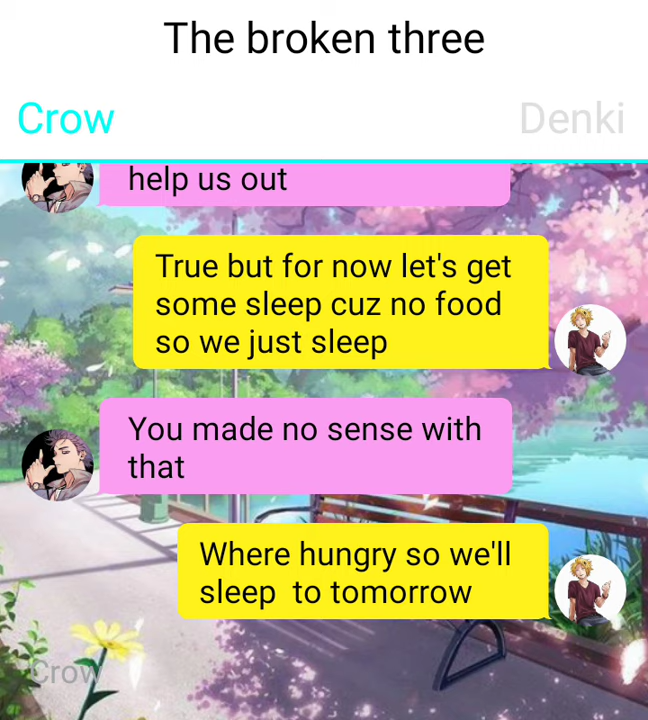 The broken three
Crow
Denki
help us out
True but for now let's get
some sleep cuz no food
so we just sleep
You made no sense with
that
Where hungry so we'll
sleep  to tomorrow
Crow